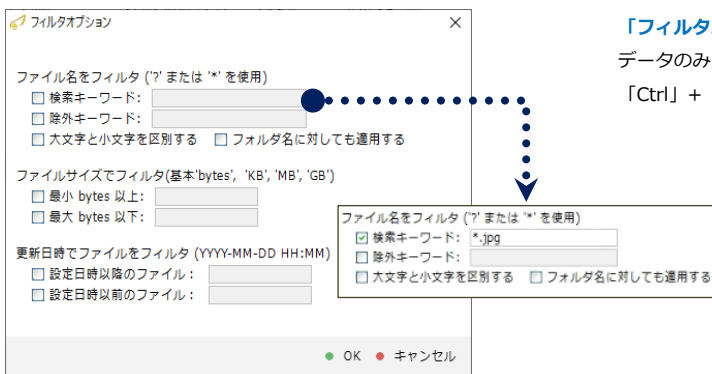 フィルタオプション
ファイル名をフィルタ ('?' または '*' を使用)
検索キーワード:
除外キーワード:
大文字と小文字を区別する フォルダ名に対しても適用する
ファイルサイズでフィルタ(基本'bytes', 'KB', 'MB', 'GB')
最小 bytes 以上:
最大 bytes 以下:
更新日時でファイルをフィルタ (YYYY-MM-DD HH:MM)
設定日時以降のファイル：
設定日時以前のファイル：
OK キャンセル
「フィルタ
データのみ
「Ctrl」+
ファイル名をフィルタ ('?' または '*' を使用)
検索キーワード: *.jpg
除外キーワード:
大文字と小文字を区別する フォルダ名に対しても適用する